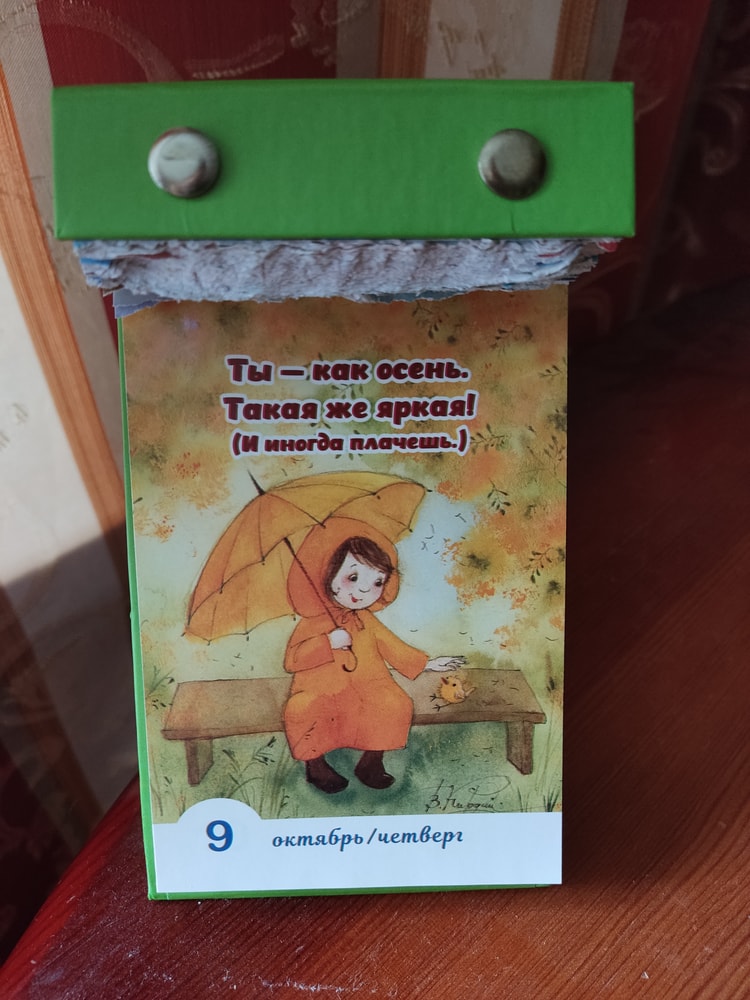 Ты — как осень.
Такая же яркая!
(И иногда плачешь.)
9 октябрь/четверг